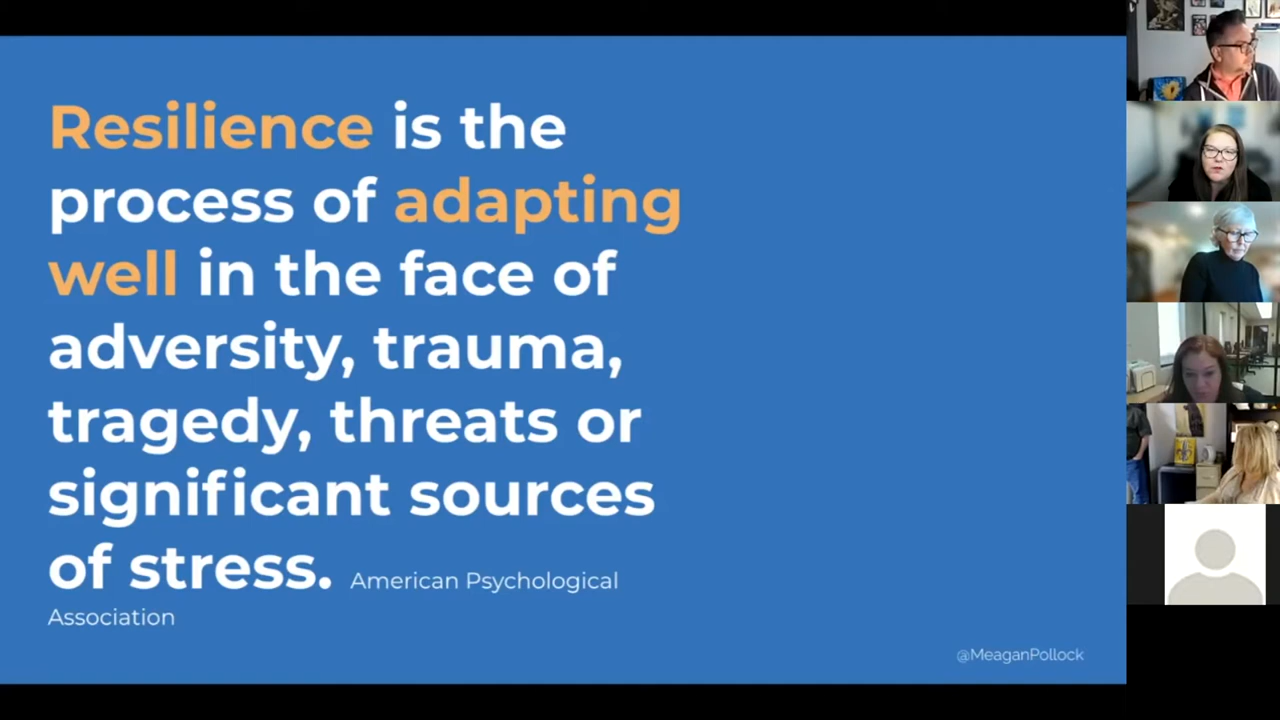 Resilience is the
process of adapting
well in the face of
adversity, trauma,
tragedy, threats or
significant sources
of stress. American Psychological
Association
@MeaganPollock